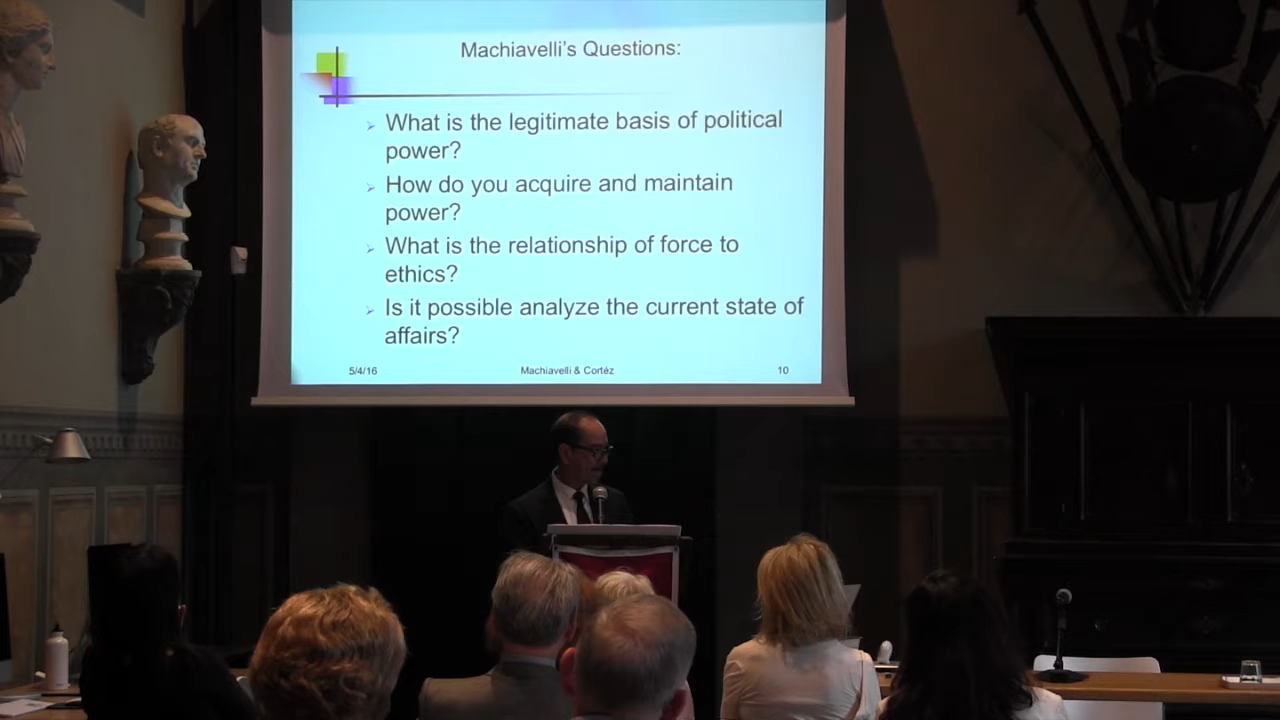 Machiavelli's Questions:
What is the legitimate basis of political
power?
How do you acquire and maintain
power?
What is the relationship of force to
ethics?
Is it possible analyze the current state of
affairs?
5/4/16 Machiavelli & Cortéz 10